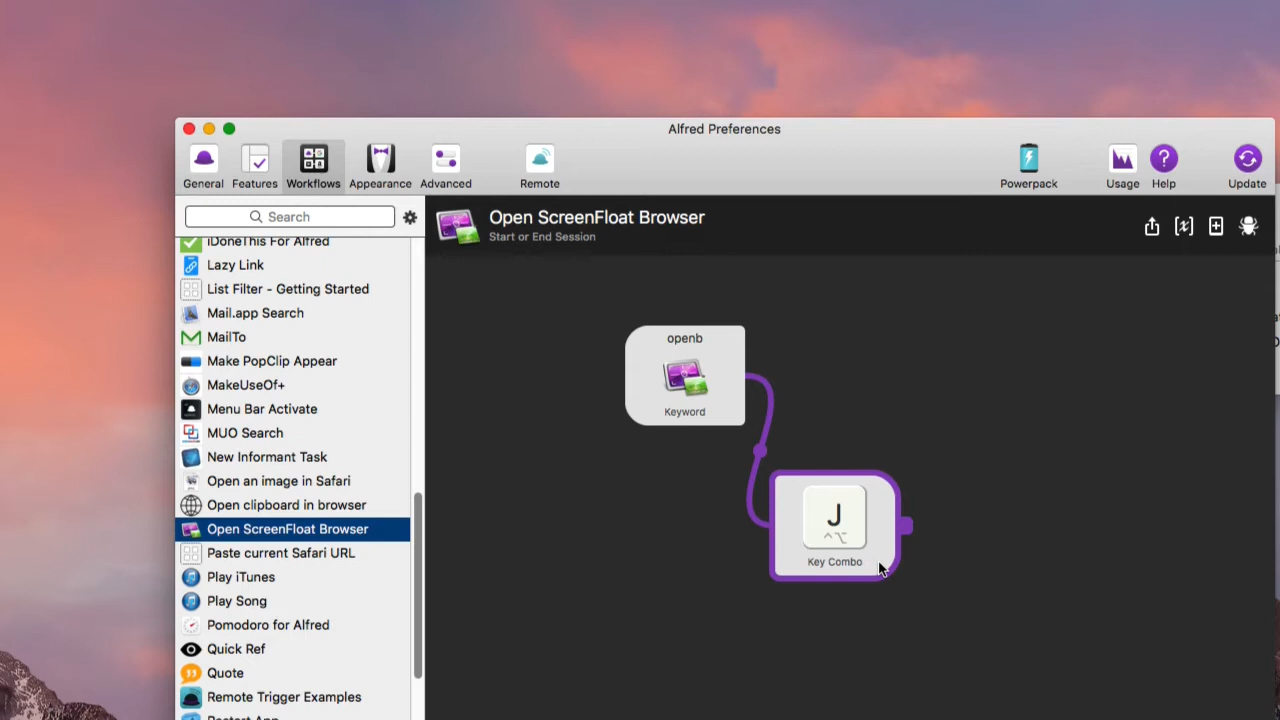 Alfred Preferences
General Features Workflows Appearance Advanced Remote Powerpack Usage Help Update
Search
Open ScreenFloat Browser
Start or End Session
iDoneThis For Alfred
Lazy Link
List Filter - Getting Started
Mail.app Search
MailTo
Make PopClip Appear
MakeUseOf+
Menu Bar Activate
MUO Search
New Informant Task
Open an image in Safari
Open clipboard in browser
Open ScreenFloat Browser
Paste current Safari URL
Play iTunes
Play Song
Pomodoro for Alfred
Quick Ref
Quote
Remote Trigger Examples
openb
Keyword
J
^⌥
Key Combo